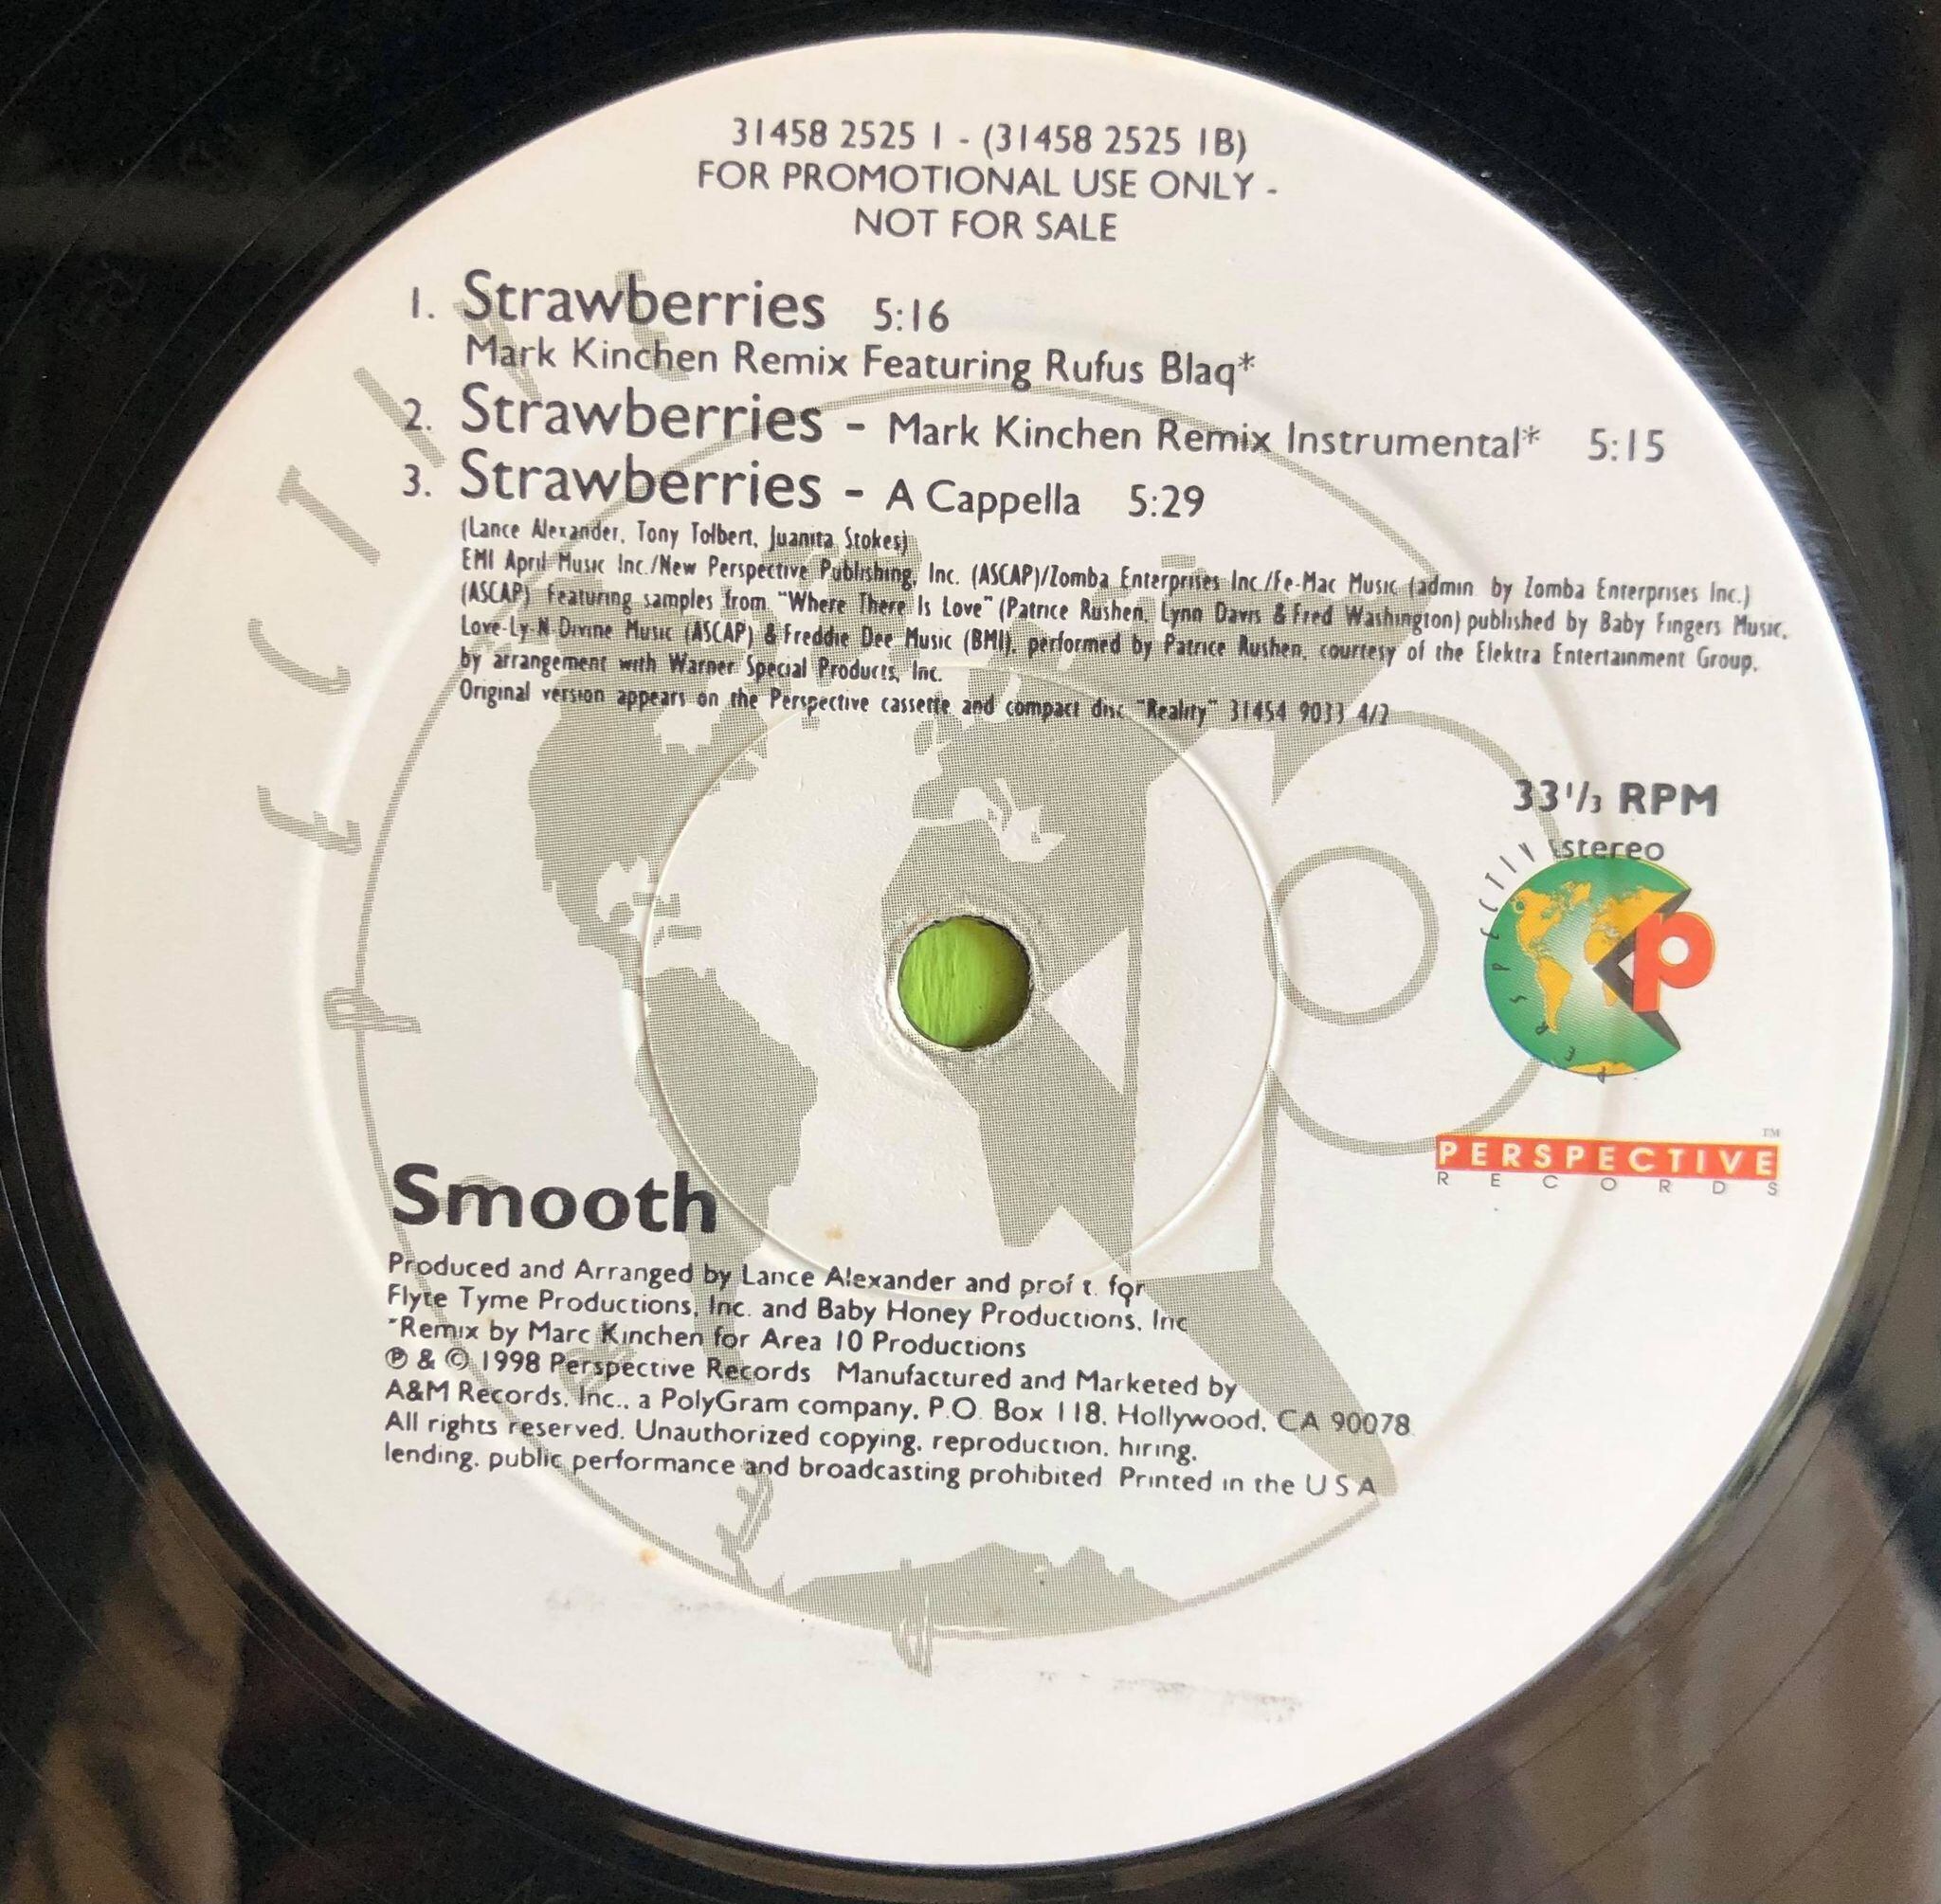 31458 2525 1 - (31458 2525 1B)
FOR PROMOTIONAL USE ONLY -
NOT FOR SALE
1. Strawberries 5:16
Mark Kinchen Remix Featuring Rufus Blaq*
2. Strawberries - Mark Kinchen Remix Instrumental* 5:15
3. Strawberries - A Cappella 5:29
(Lance Alexander, Tony Tolbert, Juanita Stokes)
EMI April Music Inc./New Perspective Publishing, Inc. (ASCAP)/Zomba Enterprises Inc./Fe-Mac Music (admin by Zomba Enterprises Inc.)
(ASCAP) Featuring samples from "Where There Is Love" (Patrice Rushen, Lynn Davis & Fred Washington) published by Baby Fingers Music,
Love-Ly-N-Divine Music (ASCAP) & Freddie Dee Music (BMI), performed by Patrice Rushen, courtesy of the Elektra Entertainment Group,
by arrangement with Warner Special Products, Inc.
Original version appears on the Perspective cassette and compact disc "Reality" 31454 9033 4/2
33 1/3 RPM
stereo
PERSPECTIVE
P
PERSPECTIVE™
RECORDS
Smooth
Produced and Arranged by Lance Alexander and prof t. for
Flyte Tyme Productions, Inc. and Baby Honey Productions, Inc
*Remix by Marc Kinchen for Area 10 Productions
℗ & © 1998 Perspective Records Manufactured and Marketed by
A&M Records, Inc., a PolyGram company, P.O. Box 118, Hollywood, CA 90078
All rights reserved. Unauthorized copying, reproduction, hiring,
lending, public performance and broadcasting prohibited Printed in the U S A